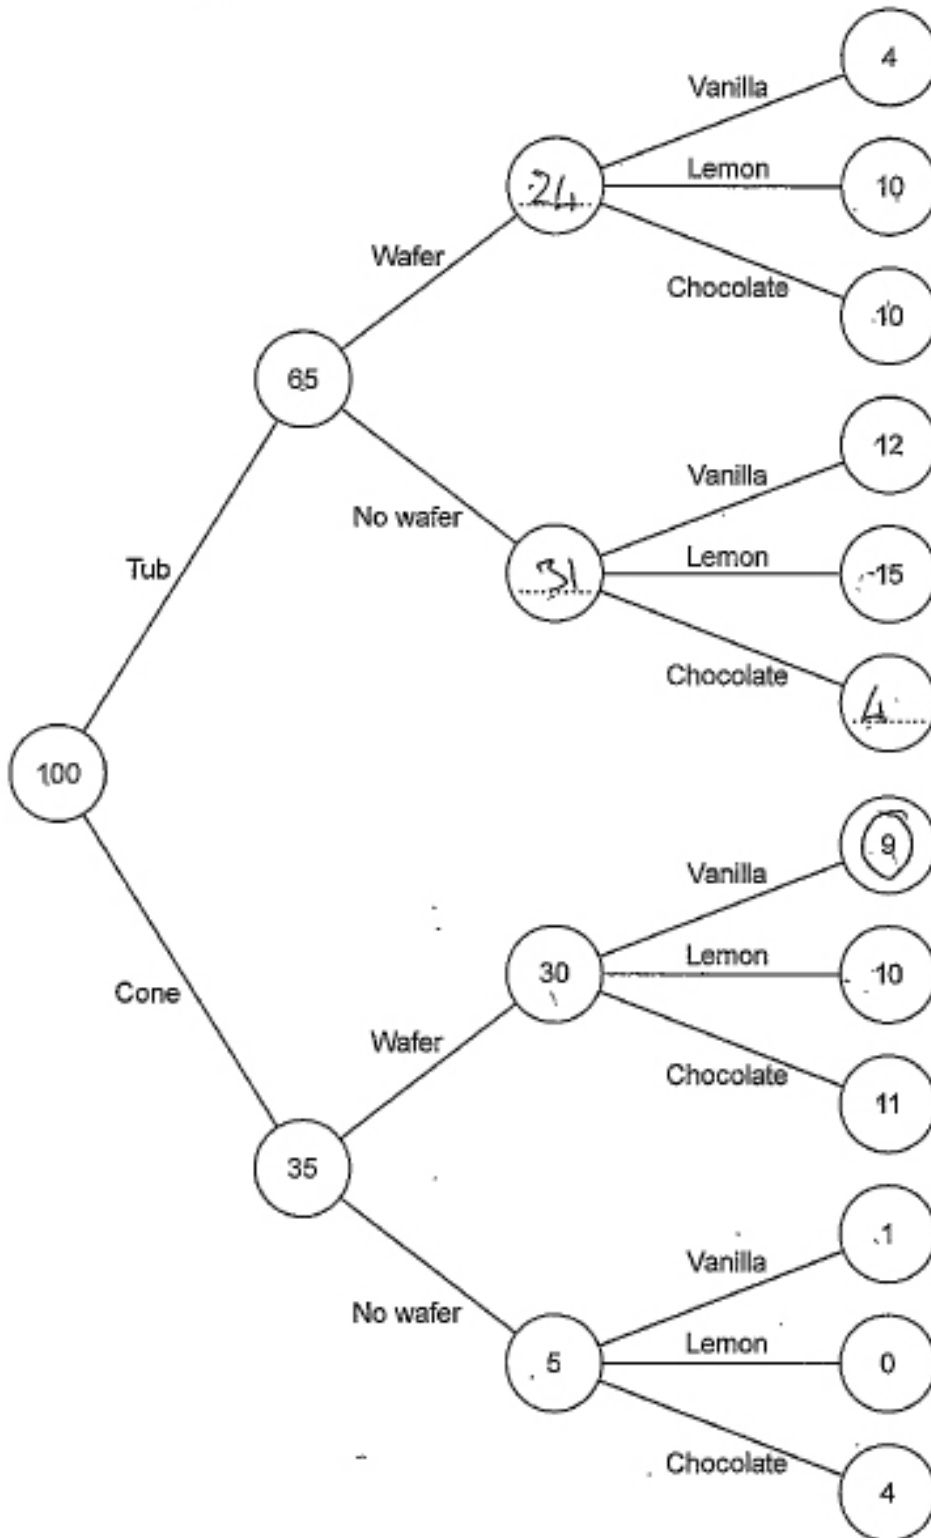 4
Vanilla
24
Lemon
10
Wafer
Chocolate
10
65
12
Vanilla
No wafer
Tub
31
Lemon
15
Chocolate
4
100
9
Vanilla
Cone
30
Lemon
10
Wafer
Chocolate
11
35
1
Vanilla
No wafer
5
Lemon
0
Chocolate
4